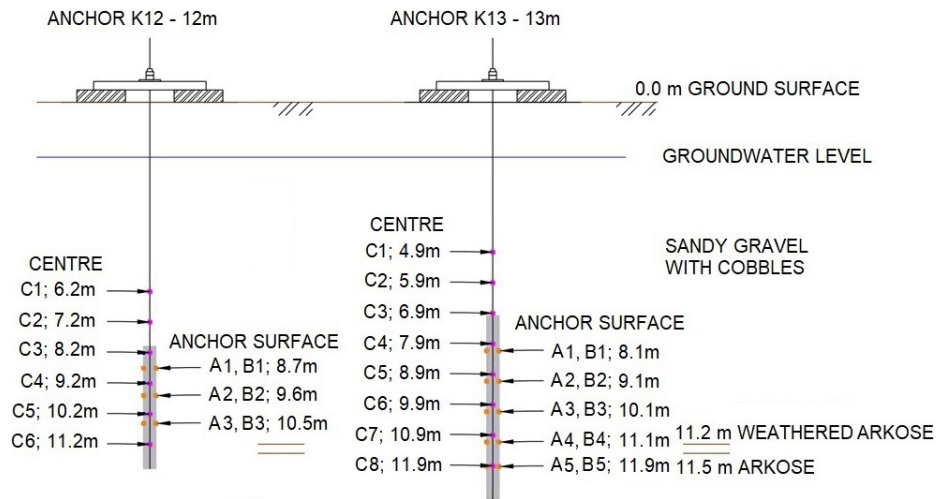 ANCHOR K12 - 12m
ANCHOR K13 - 13m
0.0 m GROUND SURFACE
GROUNDWATER LEVEL
SANDY GRAVEL
WITH COBBLES
CENTRE
C1; 6.2m
C2; 7.2m
C3; 8.2m
C4; 9.2m
C5; 10.2m
C6; 11.2m
ANCHOR SURFACE
A1, B1; 8.7m
A2, B2; 9.6m
A3, B3; 10.5m
CENTRE
C1; 4.9m
C2; 5.9m
C3; 6.9m
C4; 7.9m
C5; 8.9m
C6; 9.9m
C7; 10.9m
C8; 11.9m
ANCHOR SURFACE
A1, B1; 8.1m
A2, B2; 9.1m
A3, B3; 10.1m
A4, B4; 11.1m
A5, B5; 11.9m
11.2 m WEATHERED ARKOSE
11.5 m ARKOSE